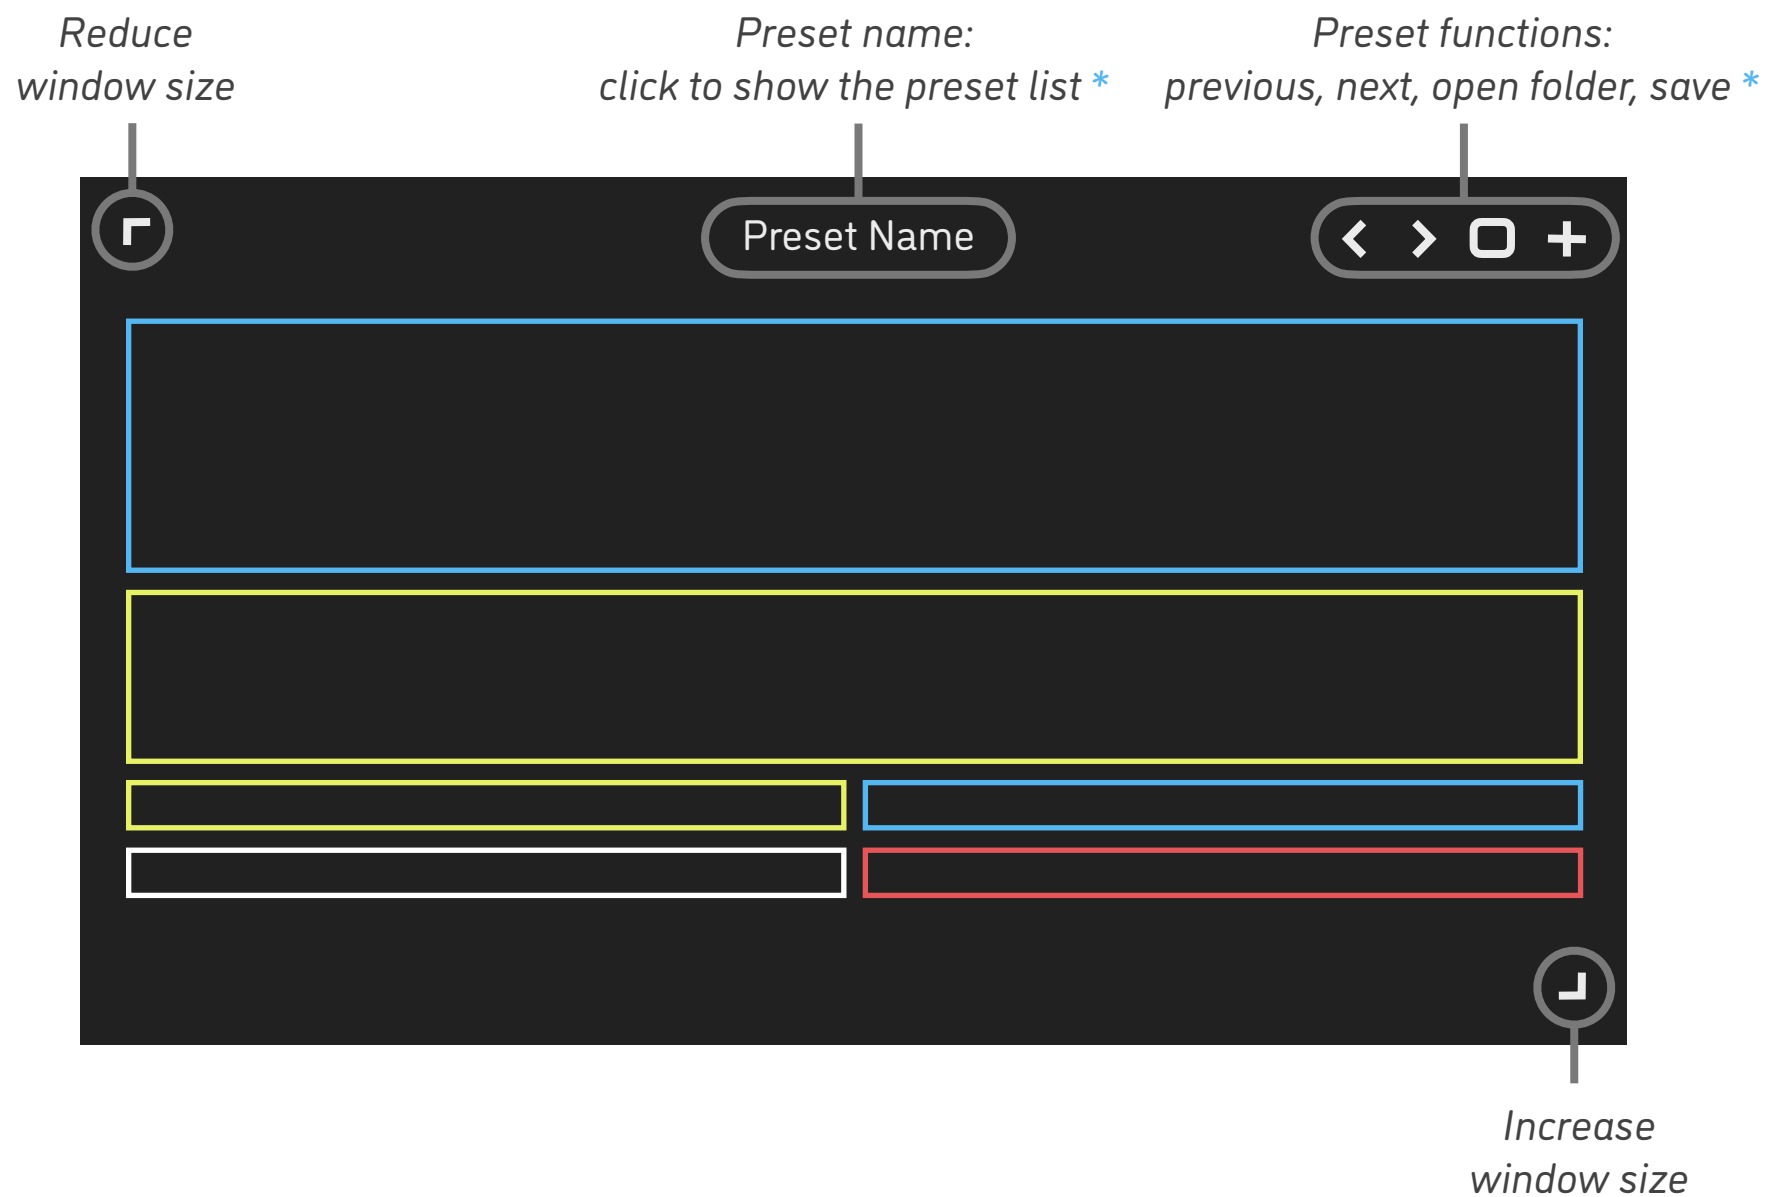 Reduce
window size
Preset name:
click to show the preset list *
Preset functions:
previous, next, open folder, save *
Preset Name
Increase
window size